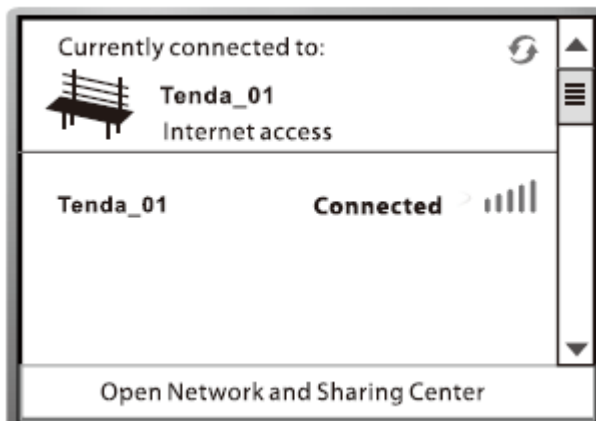 Currently connected to:
Tenda_01
Internet access
Tenda_01 Connected
Open Network and Sharing Center